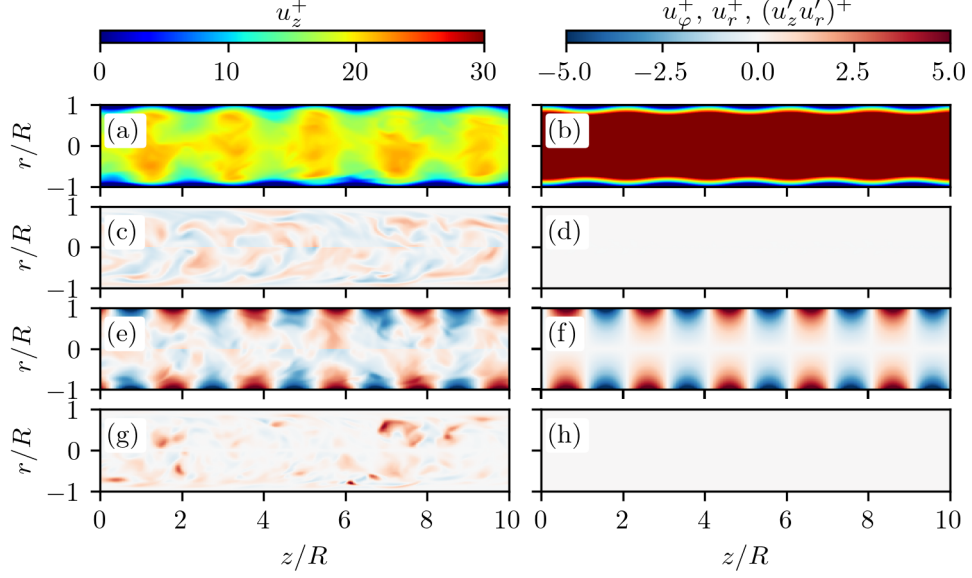 u_z^+
u_φ^+, u_r^+, (u_z′u_r′)^+
0 10 20 30
−5.0 −2.5 0.0 2.5 5.0
1
0
−1
r/R
(a)
(b)
1
0
−1
r/R
(c)
(d)
1
0
−1
r/R
(e)
(f)
1
0
−1
r/R
(g)
(h)
0 2 4 6 8 10
0 2 4 6 8 10
z/R
z/R